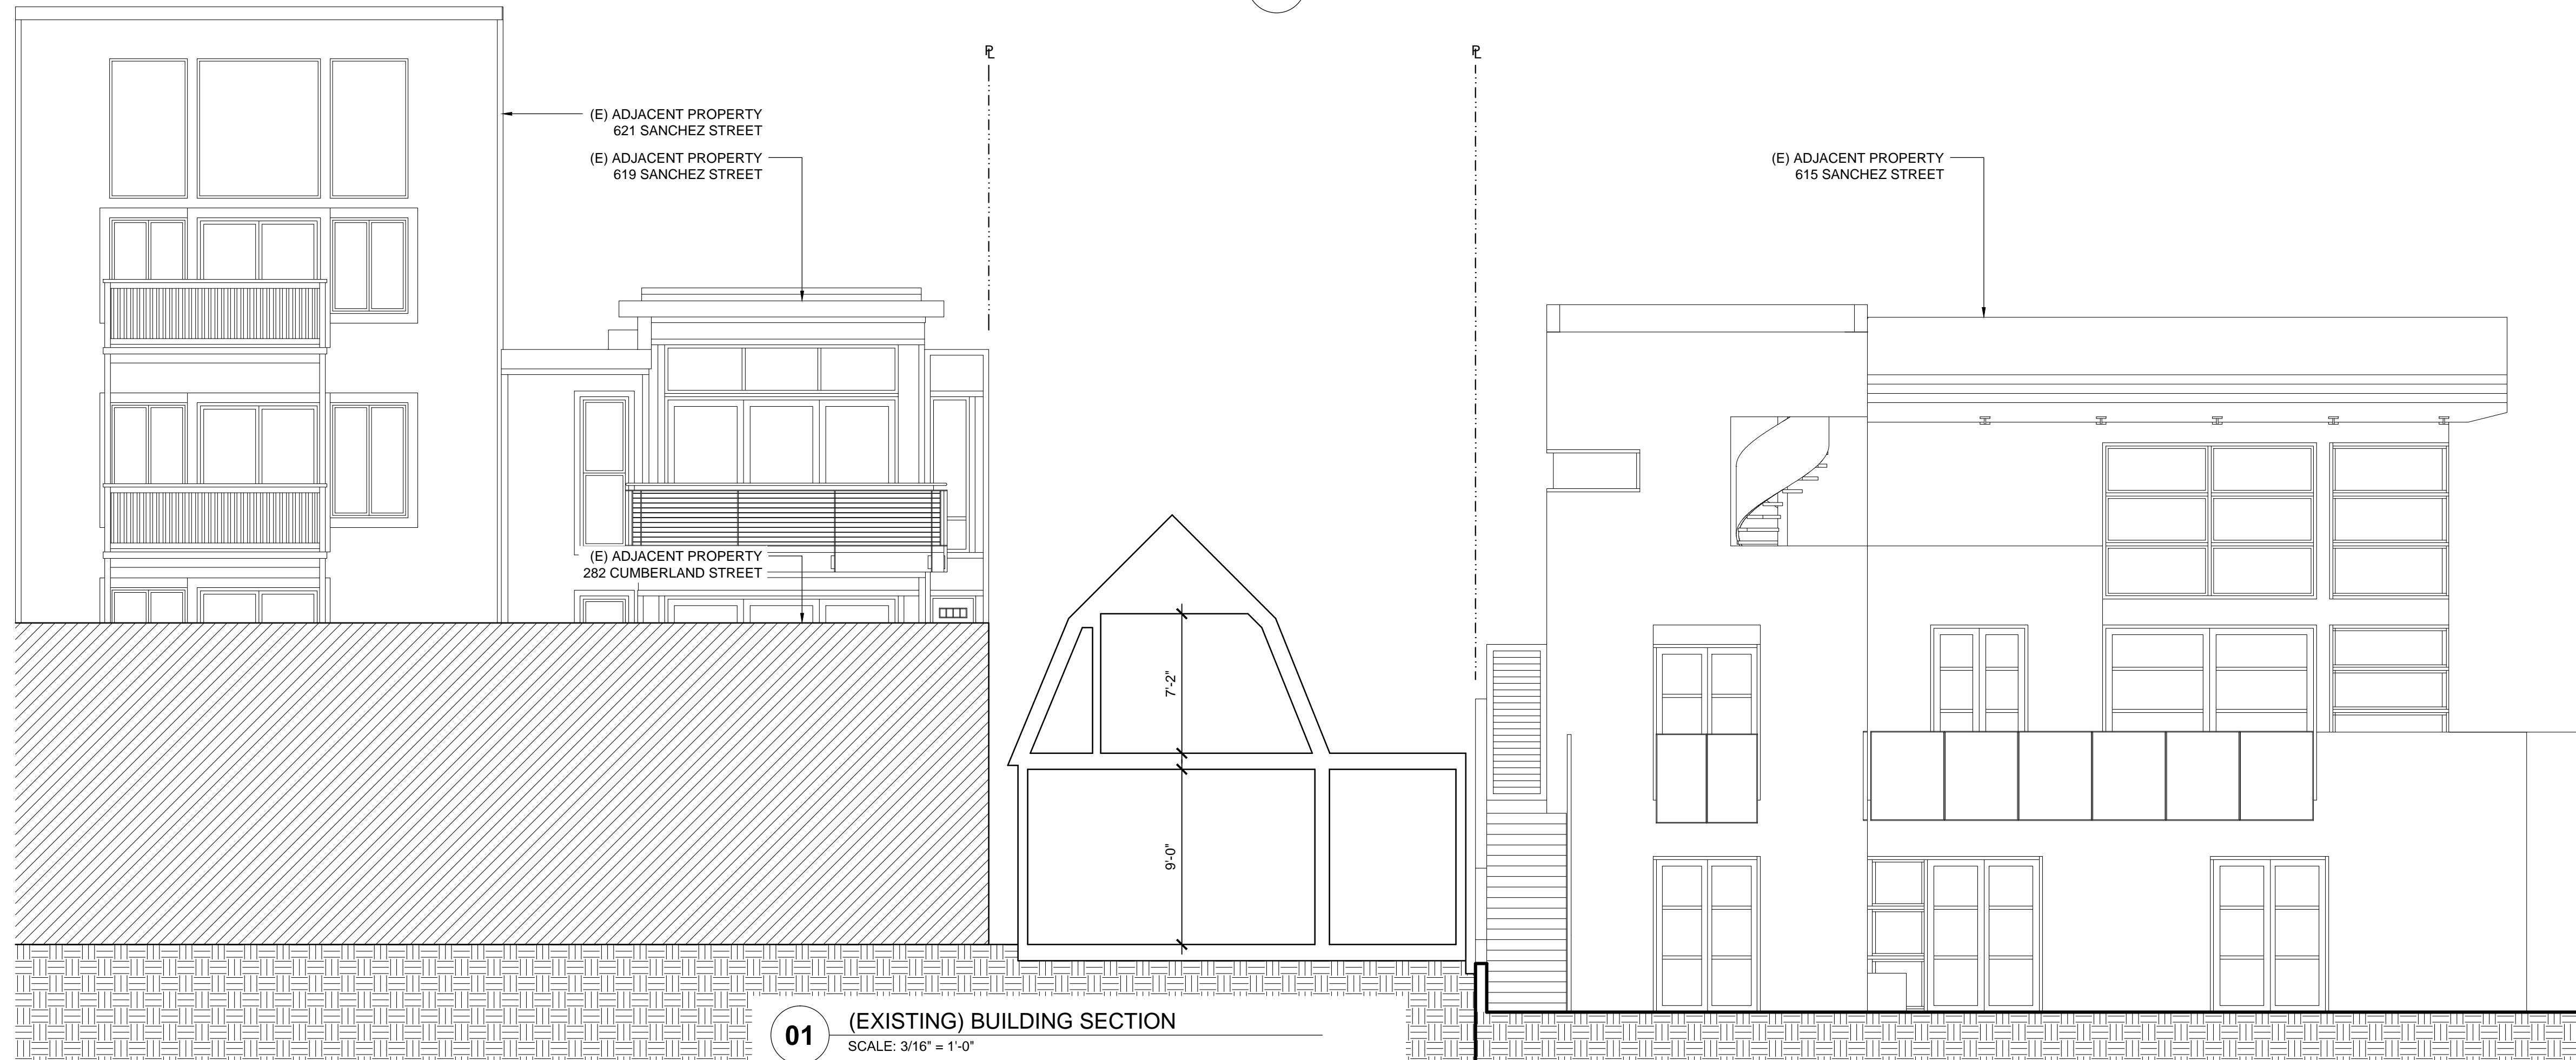 PL
PL
(E) ADJACENT PROPERTY
621 SANCHEZ STREET
(E) ADJACENT PROPERTY
619 SANCHEZ STREET
(E) ADJACENT PROPERTY
615 SANCHEZ STREET
(E) ADJACENT PROPERTY
282 CUMBERLAND STREET
7'-2"
9'-0"
01
(EXISTING) BUILDING SECTION
SCALE: 3/16" = 1'-0"